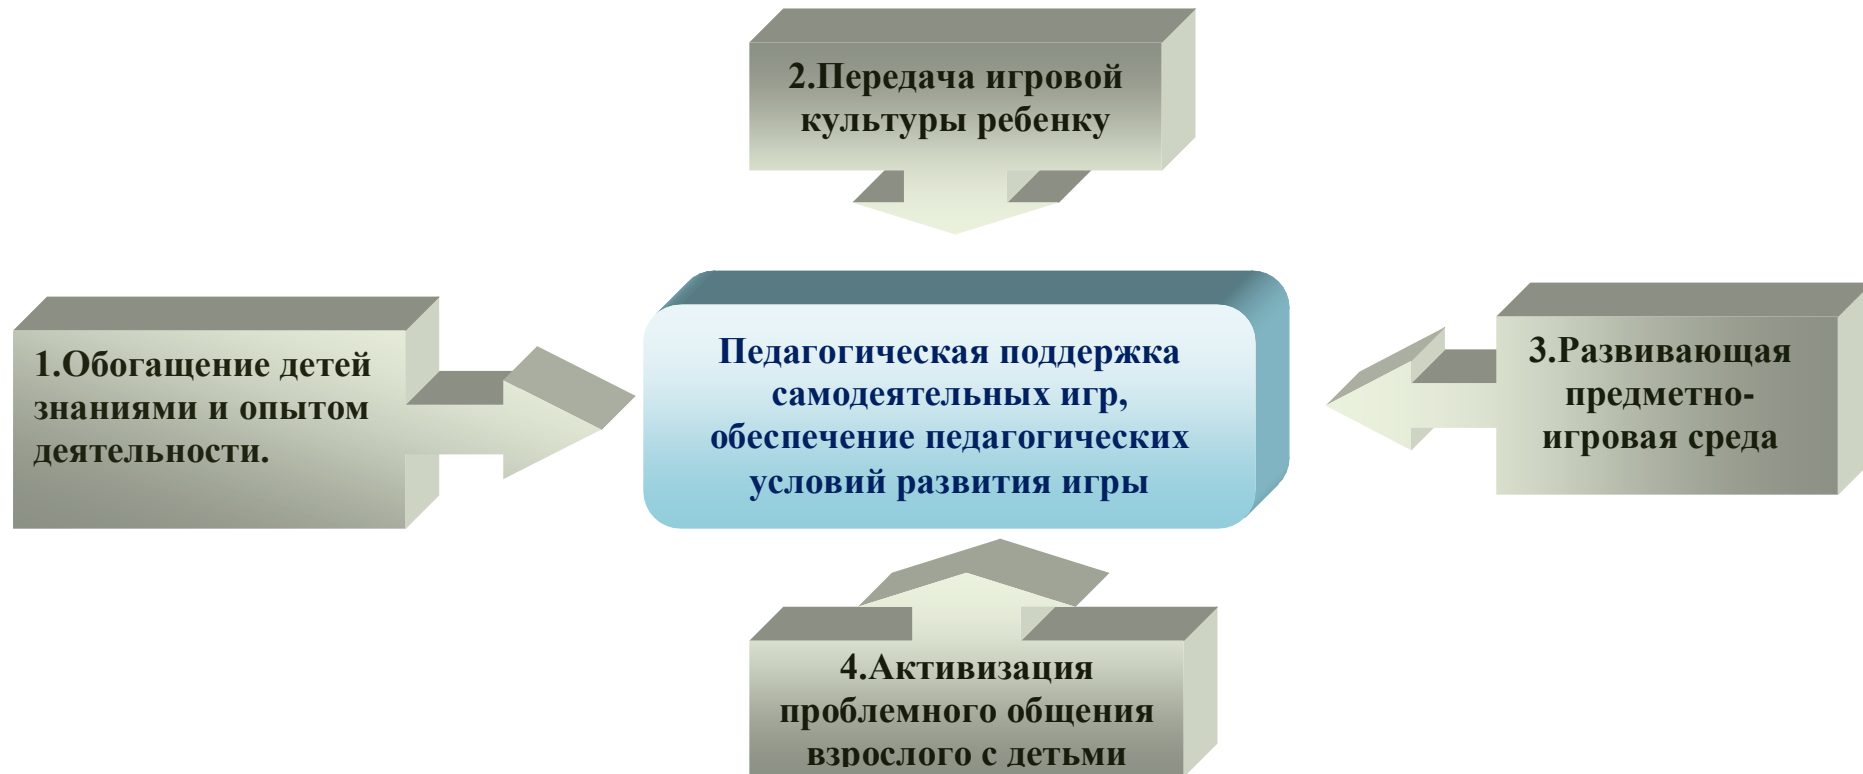 2.Передача игровой
культуры ребенку
1.Обогащение детей
знаниями и опытом
деятельности.
Педагогическая поддержка
самодеятельных игр,
обеспечение педагогических
условий развития игры
3.Развивающая
предметно-
игровая среда
4.Активизация
проблемного общения
взрослого с детьми